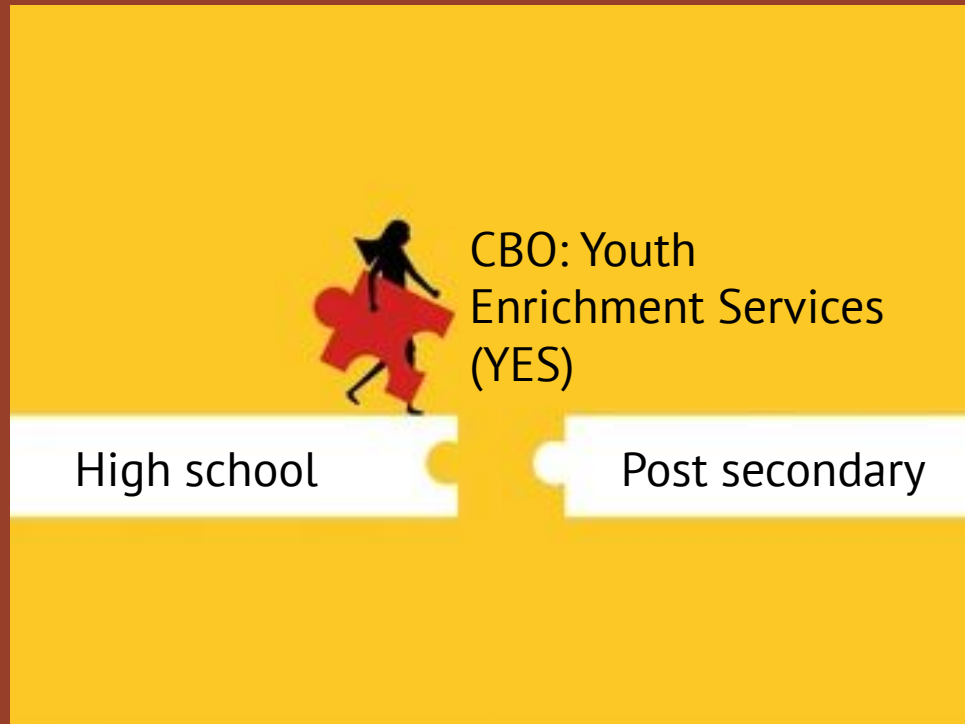 CBO: Youth
Enrichment Services
(YES)
High school
Post secondary